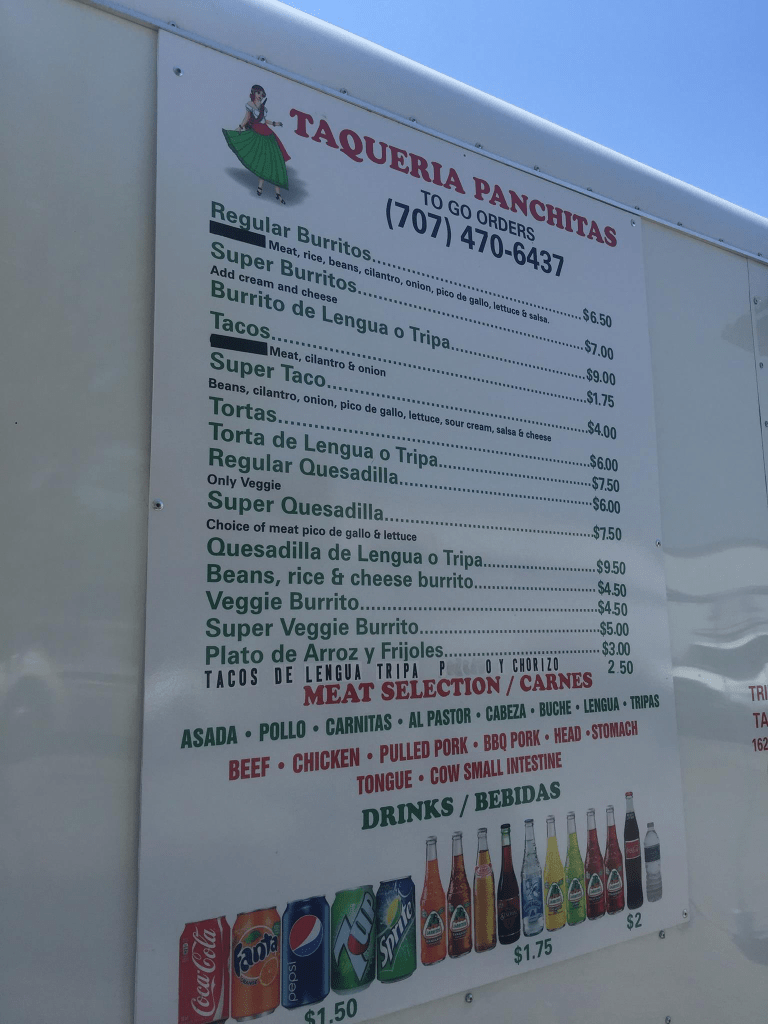 TAQUERIA PANCHITAS
TO GO ORDERS
(707) 470-6437
Regular Burritos.......................................$6.50
Meat, rice, beans, cilantro, onion, pico de gallo, lettuce & salsa.
Super Burritos.......................................$7.00
Add cream and cheese
Burrito de Lengua o Tripa.......................$9.00
Tacos.......................................$1.75
Meat, cilantro & onion
Super Taco.......................................$4.00
Beans, cilantro, onion, pico de gallo, lettuce, sour cream, salsa & cheese
Tortas.......................................$6.00
Torta de Lengua o Tripa.......................$7.50
Regular Quesadilla.......................$6.00
Only Veggie
Super Quesadilla.......................$7.50
Choice of meat pico de gallo & lettuce
Quesadilla de Lengua o Tripa.......................$9.50
Beans, rice & cheese burrito.......................$4.50
Veggie Burrito.......................................$4.50
Super Veggie Burrito.......................$5.00
Plato de Arroz y Frijoles.......................$3.00
TACOS DE LENGUA TRIPA O Y CHORIZO 2.50
MEAT SELECTION / CARNES
ASADA • POLLO • CARNITAS • AL PASTOR • CABEZA • BUCHE • LENGUA • TRIPAS
BEEF • CHICKEN • PULLED PORK • BBQ PORK • HEAD • STOMACH
TONGUE • COW SMALL INTESTINE
DRINKS / BEBIDAS
Coca-Cola
Fanta
pepsi
7UP
Sprite
$1.50
$1.75
$2
TRI
TA
162